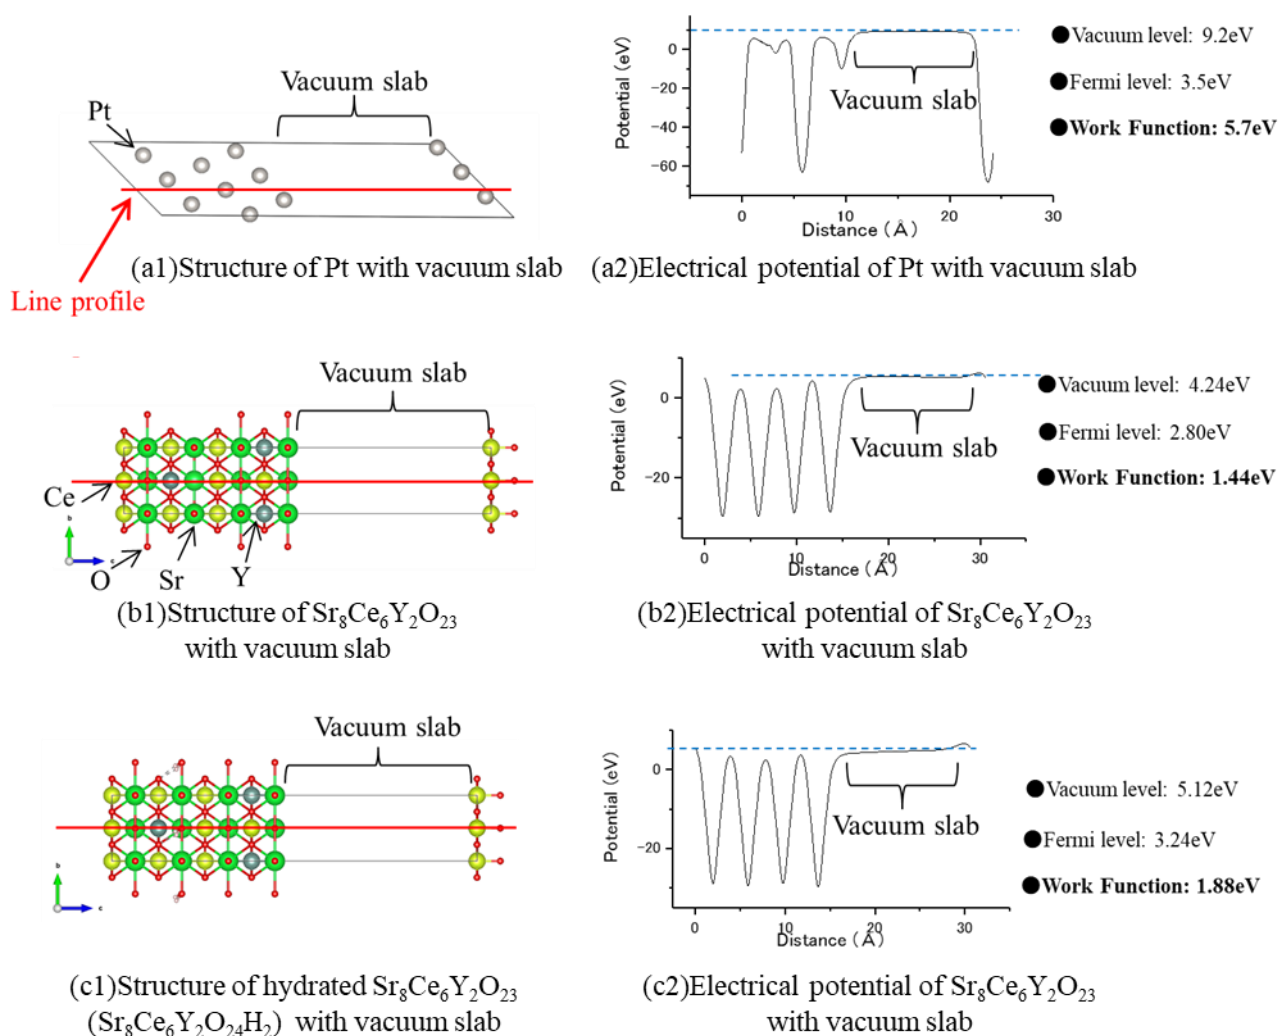 Pt
Vacuum slab
Line profile
(a1)Structure of Pt with vacuum slab
Potential (eV)
0
-20
-40
-60
0
10
20
30
Distance (Å)
Vacuum slab
●Vacuum level: 9.2eV
●Fermi level: 3.5eV
●Work Function: 5.7eV
(a2)Electrical potential of Pt with vacuum slab
Vacuum slab
Ce
b
c
O
Sr
Y
(b1)Structure of Sr₈Ce₆Y₂O₂₃
with vacuum slab
Potential (eV)
0
-20
0
10
20
30
Distance (Å)
Vacuum slab
●Vacuum level: 4.24eV
●Fermi level: 2.80eV
●Work Function: 1.44eV
(b2)Electrical potential of Sr₈Ce₆Y₂O₂₃
with vacuum slab
Vacuum slab
b
c
(c1)Structure of hydrated Sr₈Ce₆Y₂O₂₃
(Sr₈Ce₆Y₂O₂₄H₂) with vacuum slab
Potential (eV)
0
-20
0
10
20
30
Distance (Å)
Vacuum slab
●Vacuum level: 5.12eV
●Fermi level: 3.24eV
●Work Function: 1.88eV
(c2)Electrical potential of Sr₈Ce₆Y₂O₂₃
with vacuum slab